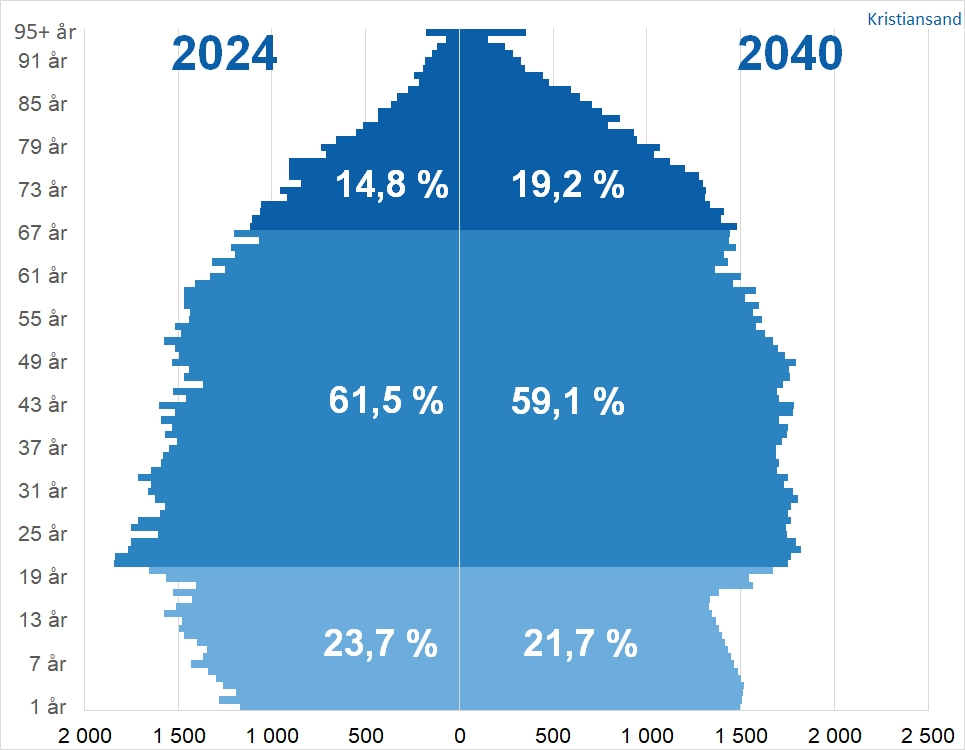 Kristiansand
95+ år
2024 2040
91 år
85 år
79 år
14,8 % 19,2 %
73 år
67 år
61 år
55 år
49 år
61,5 % 59,1 %
43 år
37 år
31 år
25 år
19 år
13 år
23,7 % 21,7 %
7 år
1 år
2 000 1 500 1 000 500 0 500 1 000 1 500 2 000 2 500